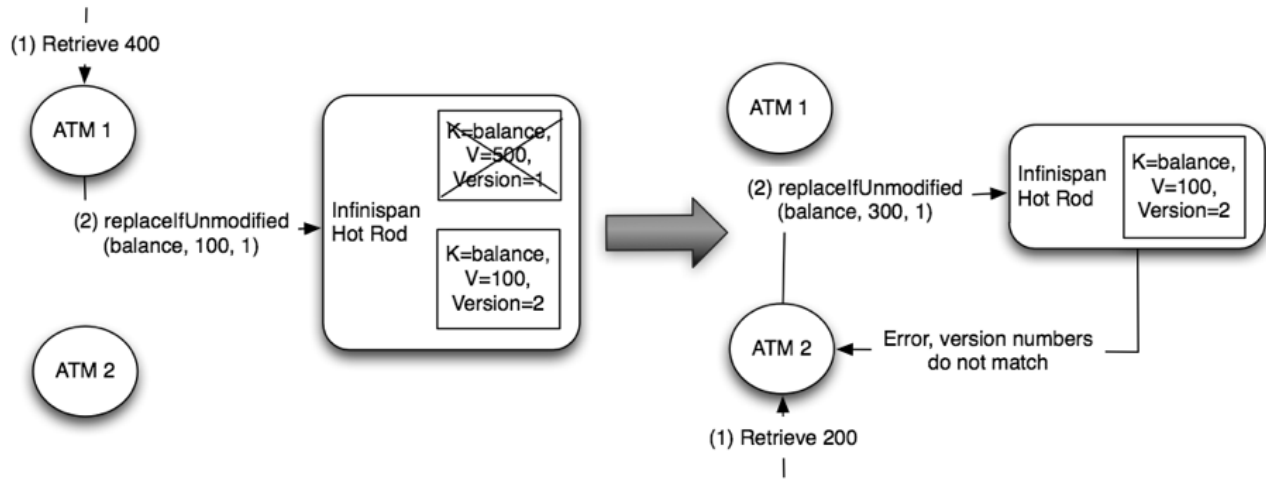 (1) Retrieve 400
ATM 1
(2) replaceIfUnmodified
(balance, 100, 1)
Infinispan
Hot Rod
K=balance,
V=500,
Version=1
K=balance,
V=100,
Version=2
ATM 2
ATM 1
(2) replaceIfUnmodified
(balance, 300, 1)
Infinispan
Hot Rod
K=balance,
V=100,
Version=2
ATM 2
Error, version numbers
do not match
(1) Retrieve 200